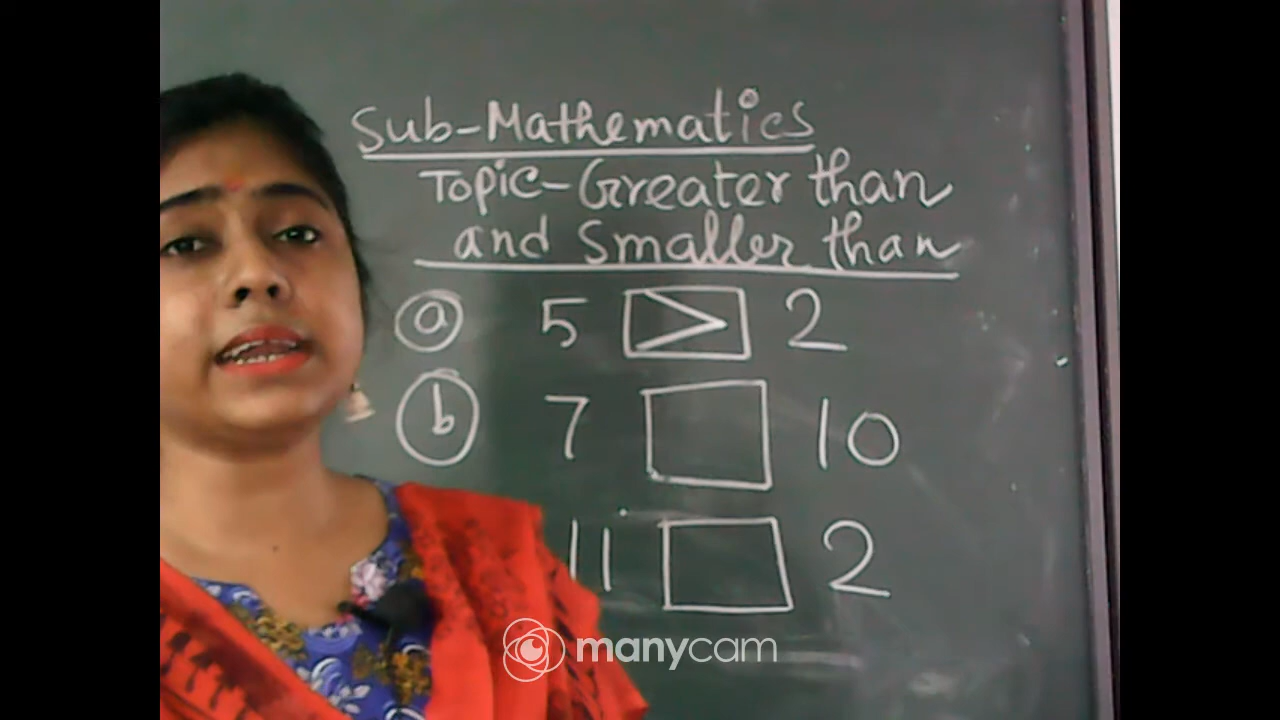 Sub-Mathematics
Topic-Greater than
and Smaller than
a 5 > 2
b 7 10
11 2
manycam